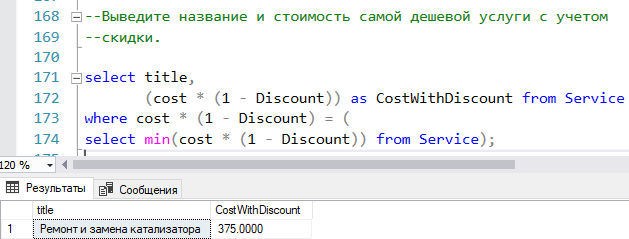 168 --Выведите название и стоимость самой дешевой услуги с учетом
169 --скидки.
170
171 select title,
172 (cost * (1 - Discount)) as CostWithDiscount from Service
173 where cost * (1 - Discount) = (
174 select min(cost * (1 - Discount)) from Service);
120 %
Результаты Сообщения
title CostWithDiscount
1 Ремонт и замена катализатора 375.0000